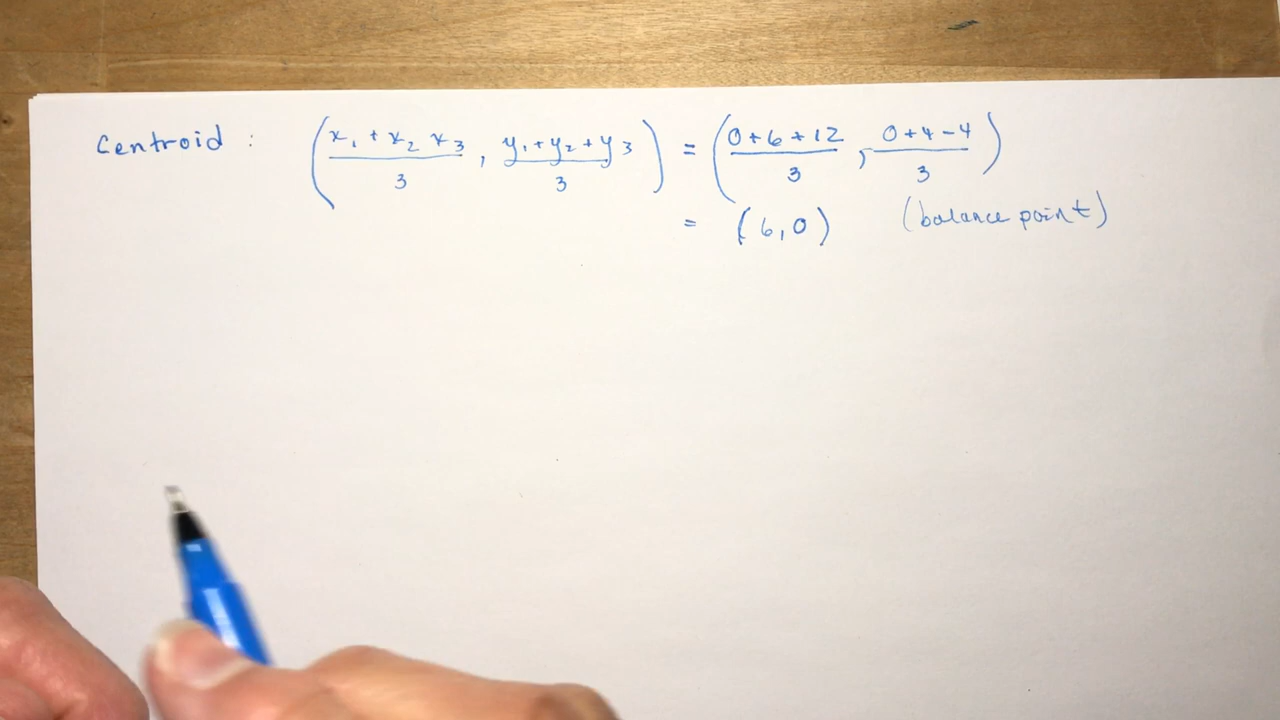 Centroid : (x₁ + x₂ x₃ / 3 , y₁ + y₂ + y₃ / 3) = (0 + 6 + 12 / 3 , 0 + 4 - 4 / 3)
= (6, 0) (balance point)